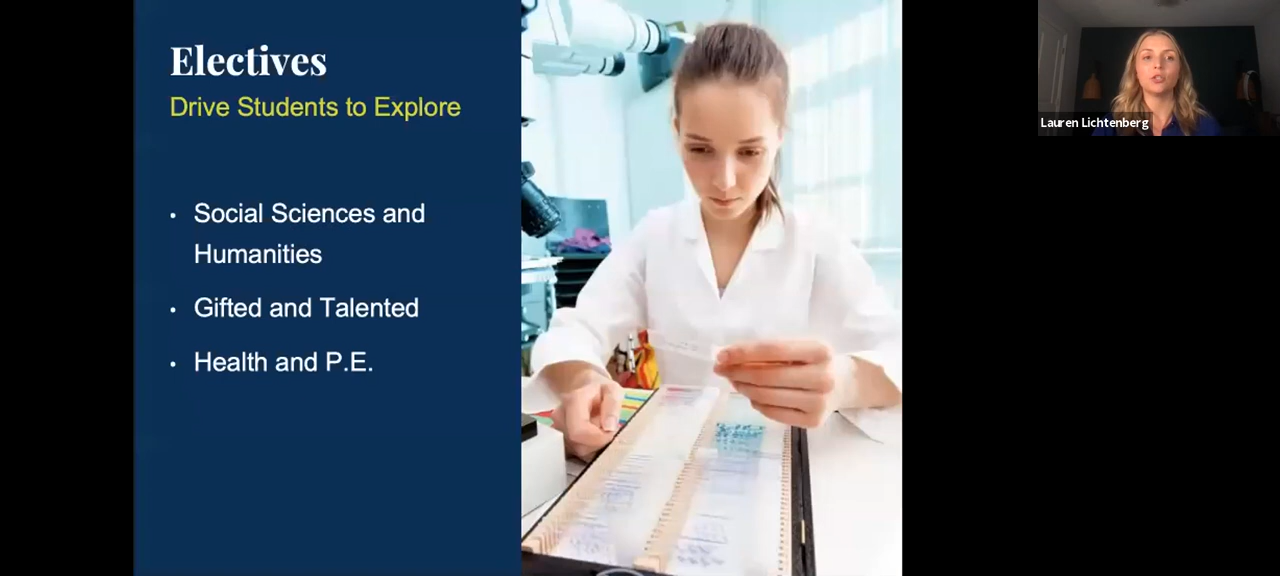 Electives
Drive Students to Explore
• Social Sciences and
Humanities
• Gifted and Talented
• Health and P.E.
Lauren Lichtenberg